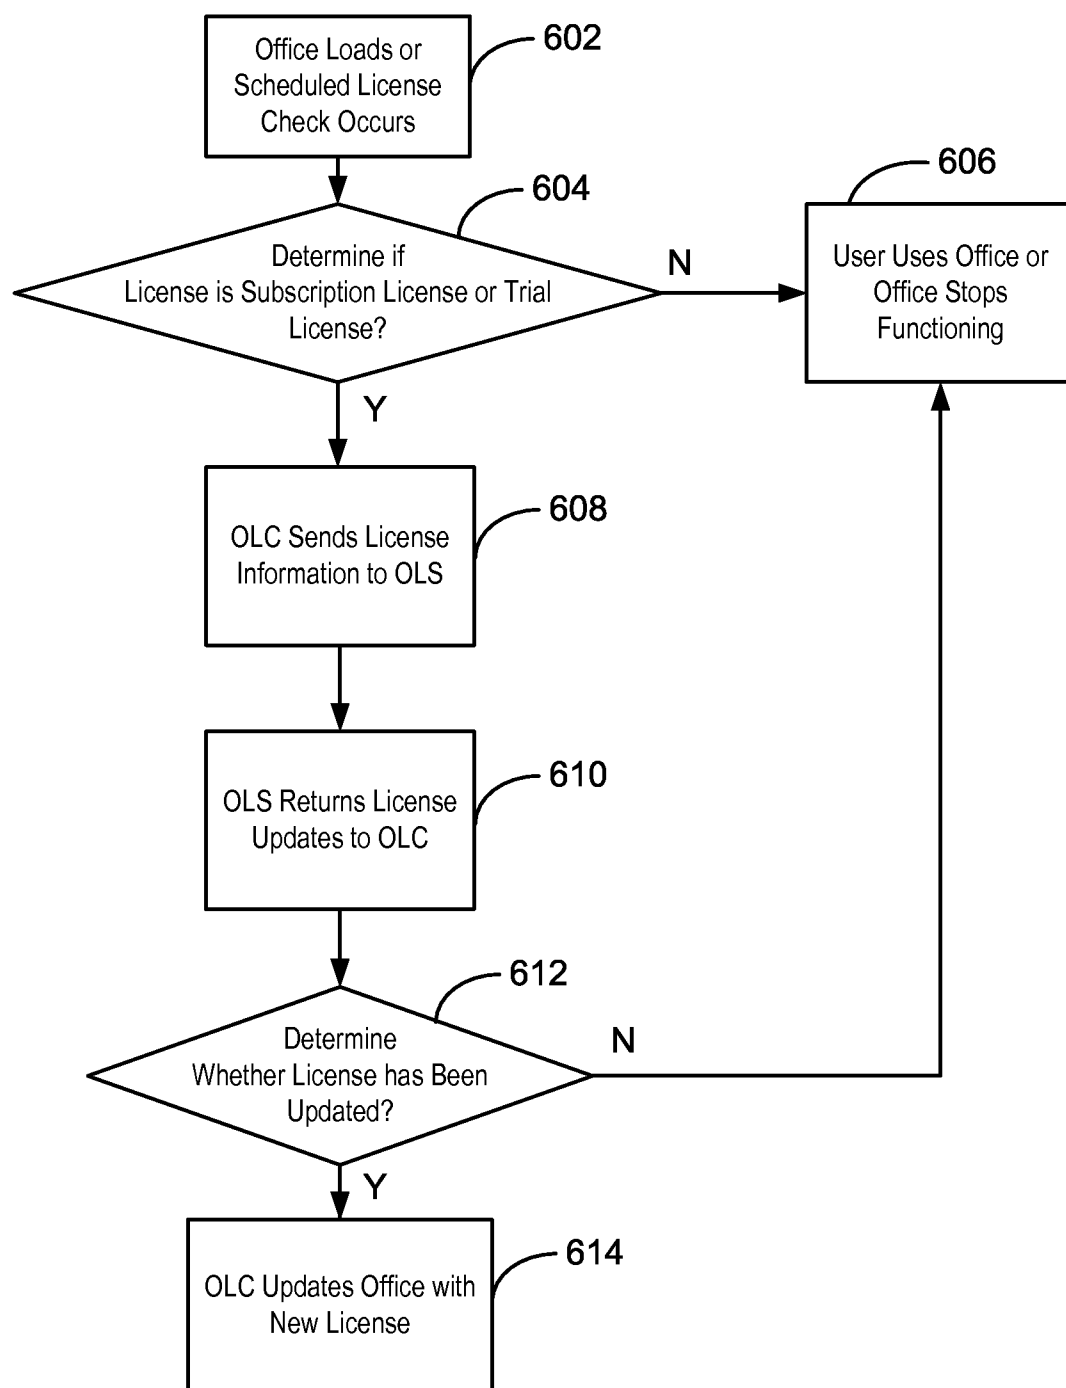 Office Loads or
Scheduled License
Check Occurs
602
604
Determine if
License is Subscription License or Trial
License?
N
606
User Uses Office or
Office Stops
Functioning
Y
608
OLC Sends License
Information to OLS
610
OLS Returns License
Updates to OLC
612
Determine
Whether License has Been
Updated?
N
Y
614
OLC Updates Office with
New License